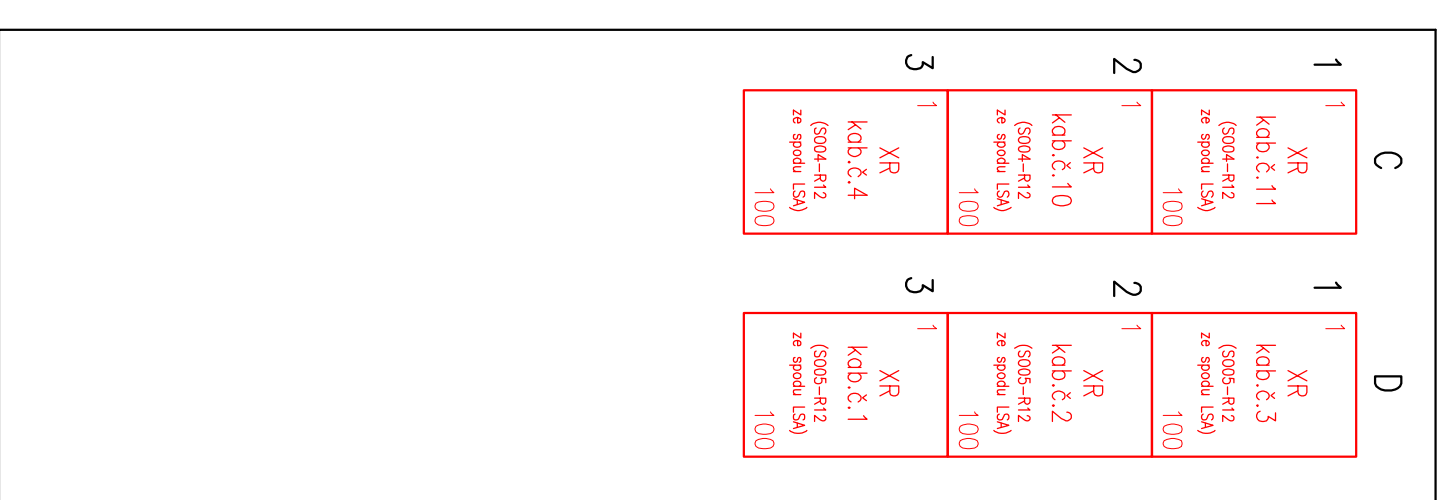 C
1
1
XR
kab.č.11
(S004-R12
ze spodu LSA)
100
2
1
XR
kab.č.10
(S004-R12
ze spodu LSA)
100
3
1
XR
kab.č.4
(S004-R12
ze spodu LSA)
100
D
1
1
XR
kab.č.3
(S005-R12
ze spodu LSA)
100
2
1
XR
kab.č.2
(S005-R12
ze spodu LSA)
100
3
1
XR
kab.č.1
(S005-R12
ze spodu LSA)
100